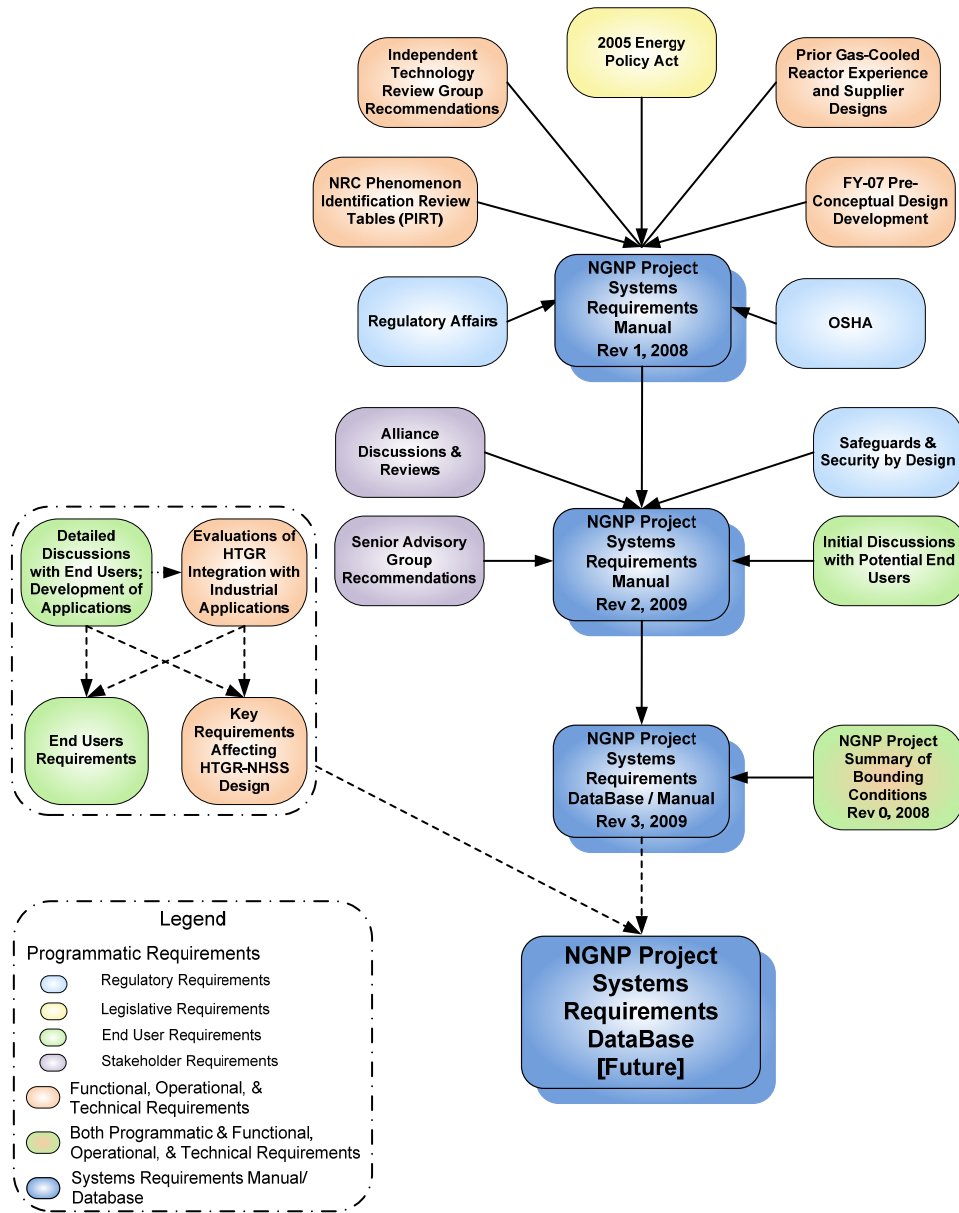 2005 Energy
Policy Act
Independent
Technology
Review Group
Recommendations
Prior Gas-Cooled
Reactor Experience
and Supplier
Designs
NRC Phenomenon
Identification Review
Tables (PIRT)
FY-07 Pre-
Conceptual Design
Development
NGNP Project
Systems
Requirements
Manual
Rev 1, 2008
Regulatory Affairs
OSHA
Alliance
Discussions &
Reviews
Safeguards &
Security by Design
Senior Advisory
Group
Recommendations
NGNP Project
Systems
Requirements
Manual
Rev 2, 2009
Initial Discussions
with Potential End
Users
Detailed
Discussions
with End Users;
Development of
Applications
Evaluations of
HTGR
Integration with
Industrial
Applications
End Users
Requirements
Key
Requirements
Affecting
HTGR-NHSS
Design
NGNP Project
Systems
Requirements
DataBase / Manual
Rev 3, 2009
NGNP Project
Summary of
Bounding
Conditions
Rev 0, 2008
NGNP Project
Systems
Requirements
DataBase
[Future]
Legend
Programmatic Requirements
Regulatory Requirements
Legislative Requirements
End User Requirements
Stakeholder Requirements
Functional, Operational, &
Technical Requirements
Both Programmatic & Functional,
Operational, & Technical Requirements
Systems Requirements Manual/
Database